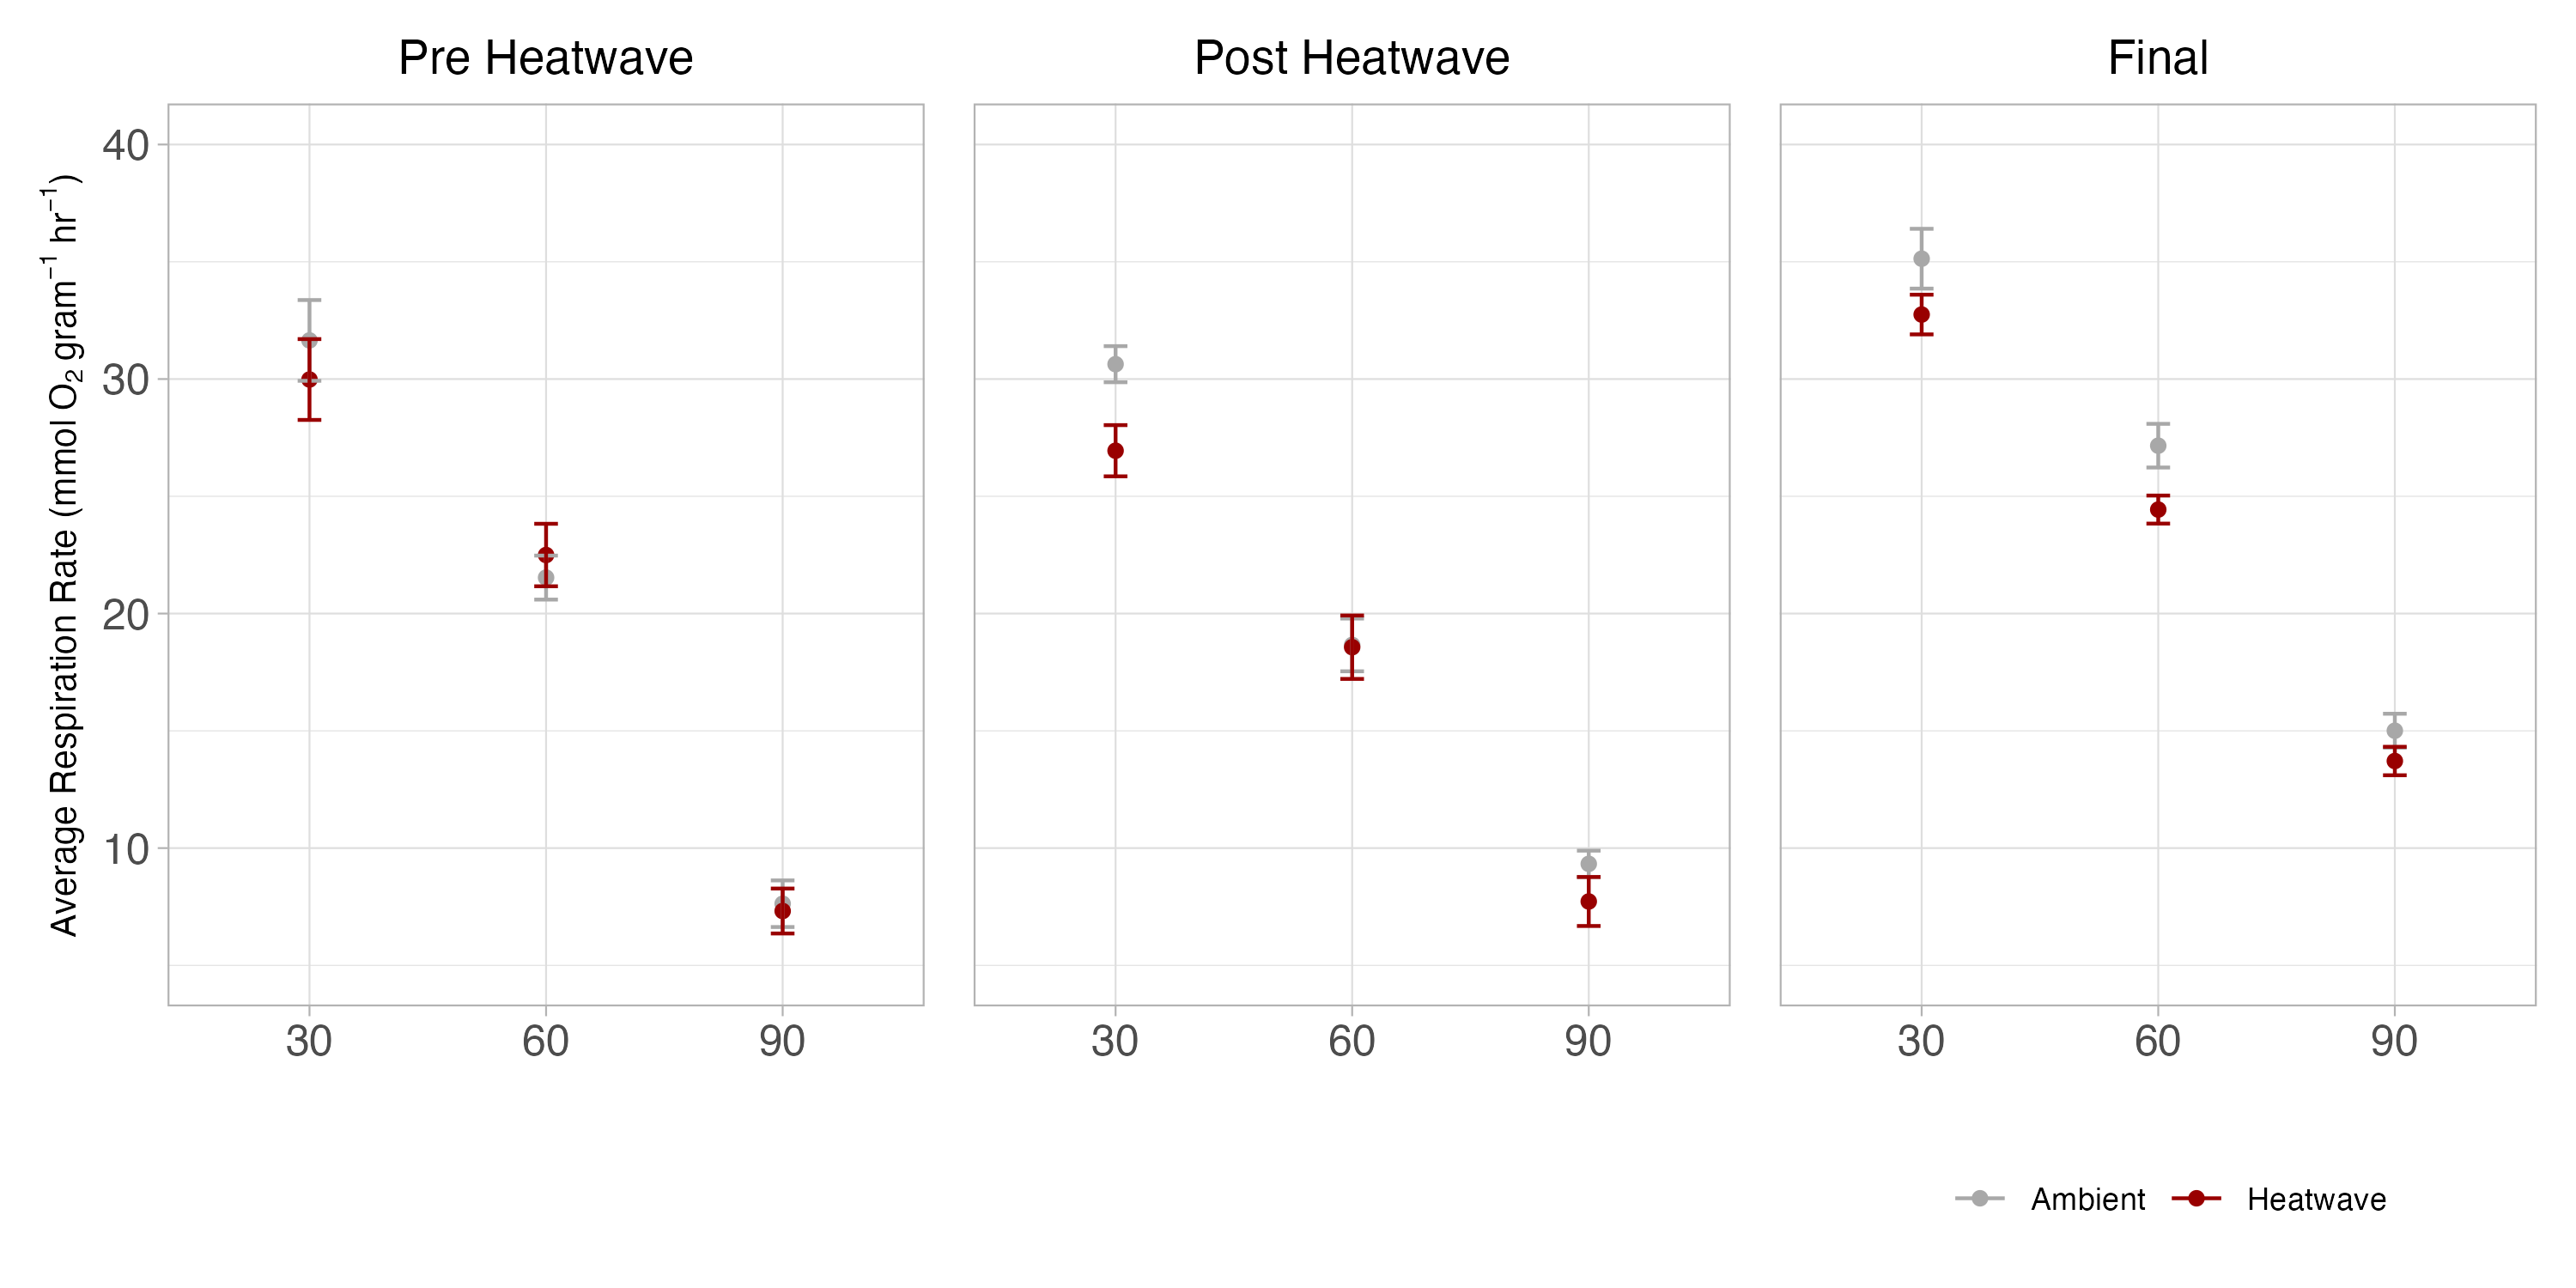 Pre Heatwave
Post Heatwave
Final
Average Respiration Rate (mmol O₂ gram⁻¹ hr⁻¹)
40
30
20
10
30 60 90
30 60 90
30 60 90
Ambient Heatwave